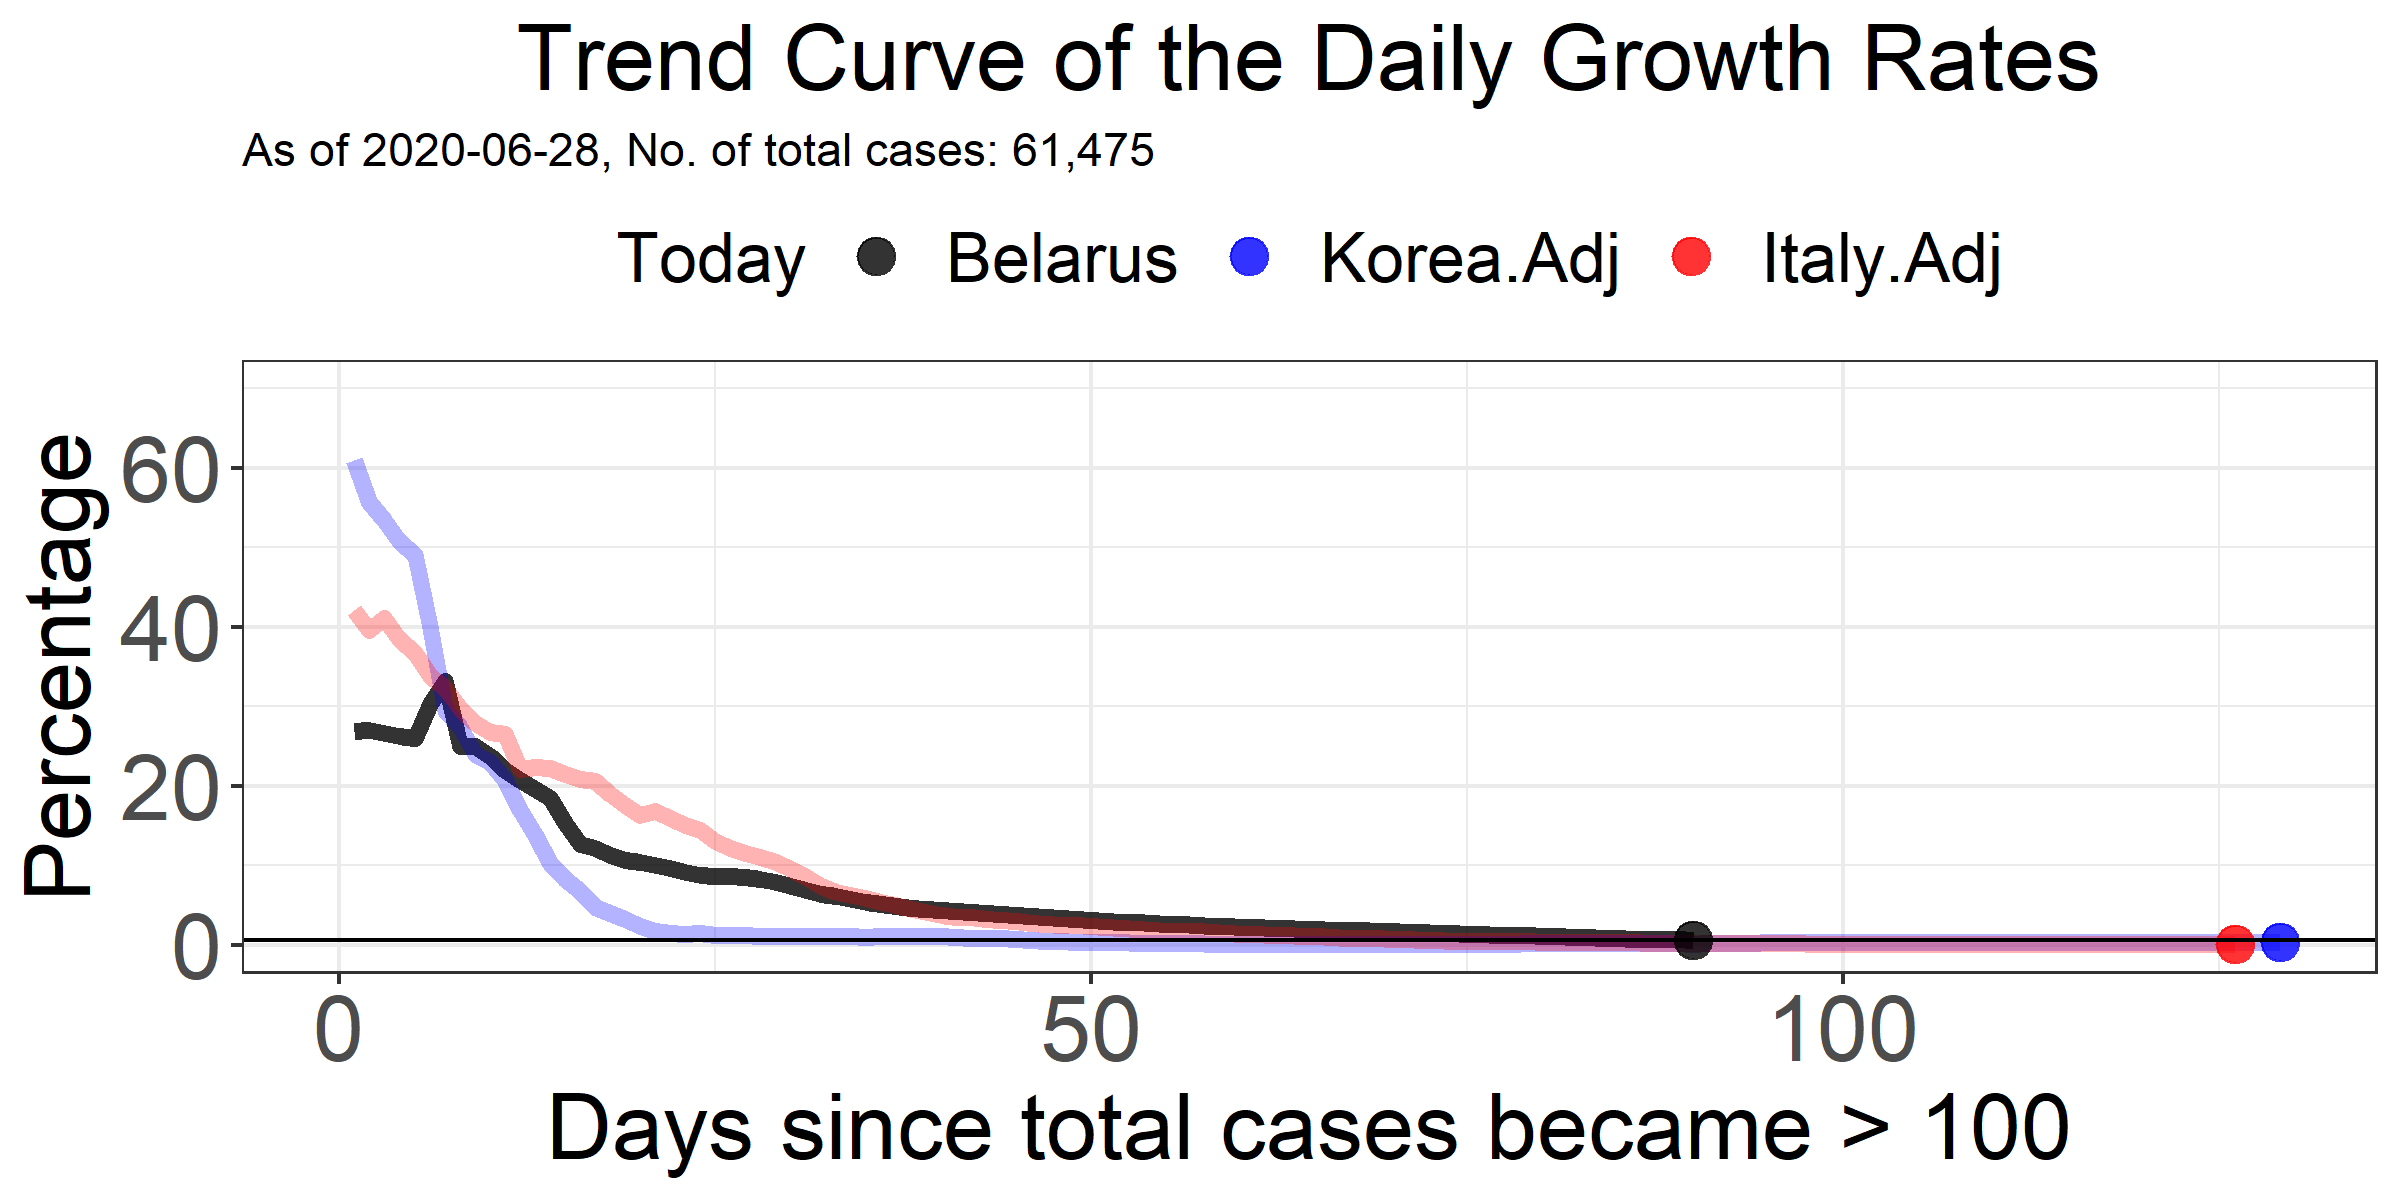 Trend Curve of the Daily Growth Rates
As of 2020-06-28, No. of total cases: 61,475
Today Belarus Korea.Adj Italy.Adj
Percentage
60
40
20
0
0 50 100
Days since total cases became > 100